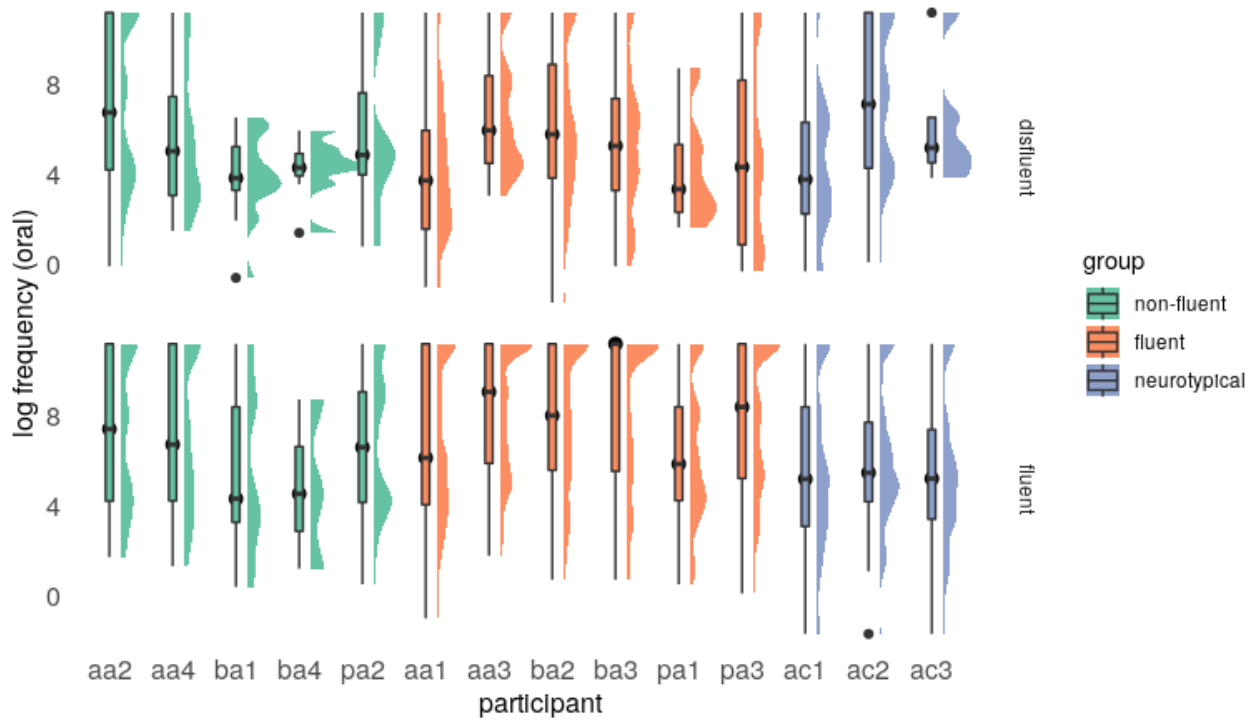 8
4
0
disfluent
log frequency (oral)
8
4
0
fluent
aa2 aa4 ba1 ba4 pa2 aa1 aa3 ba2 ba3 pa1 pa3 ac1 ac2 ac3
participant
group
non-fluent
fluent
neurotypical